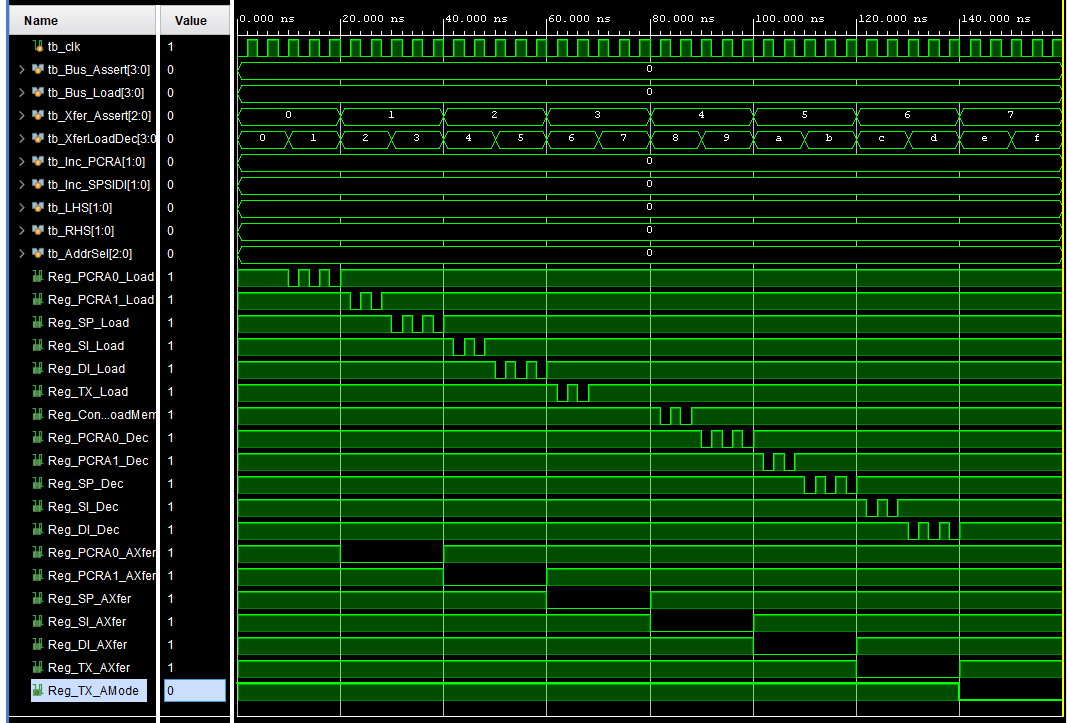 Name Value 0.000 ns 20.000 ns 40.000 ns 60.000 ns 80.000 ns 100.000 ns 120.000 ns 140.000 ns
tb_clk 1
tb_Bus_Assert[3:0] 0 0
tb_Bus_Load[3:0] 0 0
tb_Xfer_Assert[2:0] 0 0 1 2 3 4 5 6 7
tb_XferLoadDec[3:0 0 0 1 2 3 4 5 6 7 8 9 a b c d e f
tb_Inc_PCRA[1:0] 0 0
tb_Inc_SPSIDI[1:0] 0 0
tb_LHS[1:0] 0 0
tb_RHS[1:0] 0 0
tb_AddrSel[2:0] 0 0
Reg_PCRA0_Load 1
Reg_PCRA1_Load 1
Reg_SP_Load 1
Reg_SI_Load 1
Reg_DI_Load 1
Reg_TX_Load 1
Reg_Con...oadMem 1
Reg_PCRA0_Dec 1
Reg_PCRA1_Dec 1
Reg_SP_Dec 1
Reg_SI_Dec 1
Reg_DI_Dec 1
Reg_PCRA0_AXfer 1
Reg_PCRA1_AXfer 1
Reg_SP_AXfer 1
Reg_SI_AXfer 1
Reg_DI_AXfer 1
Reg_TX_AXfer 1
Reg_TX_AMode 0